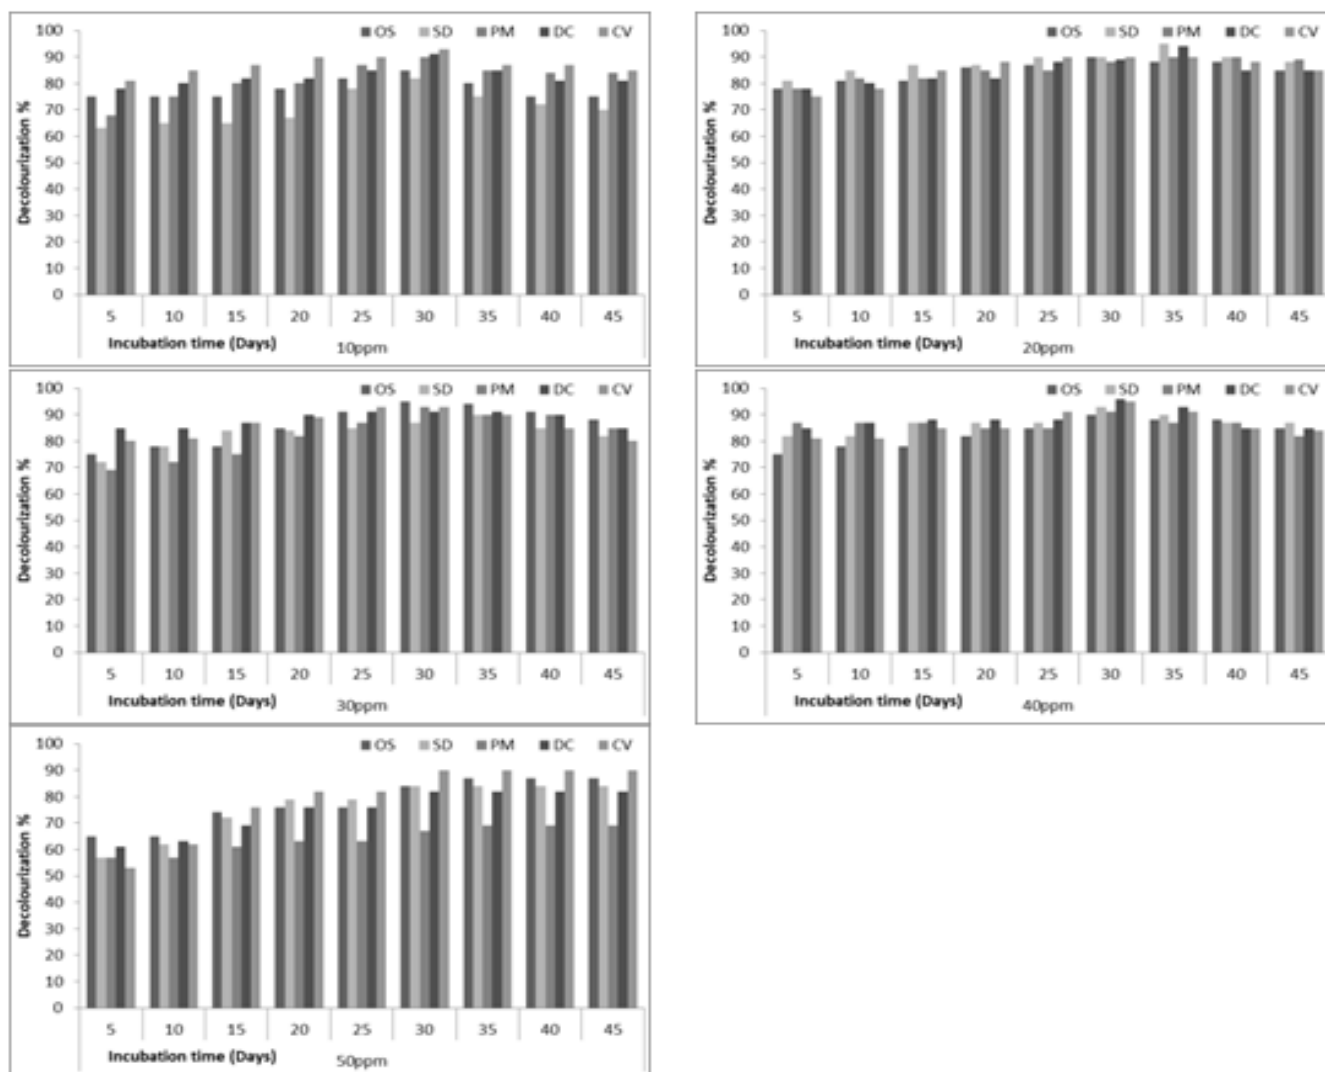 100 OS SD PM DC CV
90
80
70
60
50
40
30
20
10
0
Decolourization %
5 10 15 20 25 30 35 40 45
Incubation time (Days) 10ppm
100 OS SD PM DC CV
90
80
70
60
50
40
30
20
10
0
Decolourization %
5 10 15 20 25 30 35 40 45
Incubation time (Days) 20ppm
100 OS SD PM DC CV
90
80
70
60
50
40
30
20
10
0
Decolourization %
5 10 15 20 25 30 35 40 45
Incubation time (Days) 30ppm
100 OS SD PM DC CV
90
80
70
60
50
40
30
20
10
0
Decolourization %
5 10 15 20 25 30 35 40 45
Incubation time (Days) 40ppm
100 OS SD PM DC CV
90
80
70
60
50
40
30
20
10
0
Decolourization %
5 10 15 20 25 30 35 40 45
Incubation time (Days) 50ppm